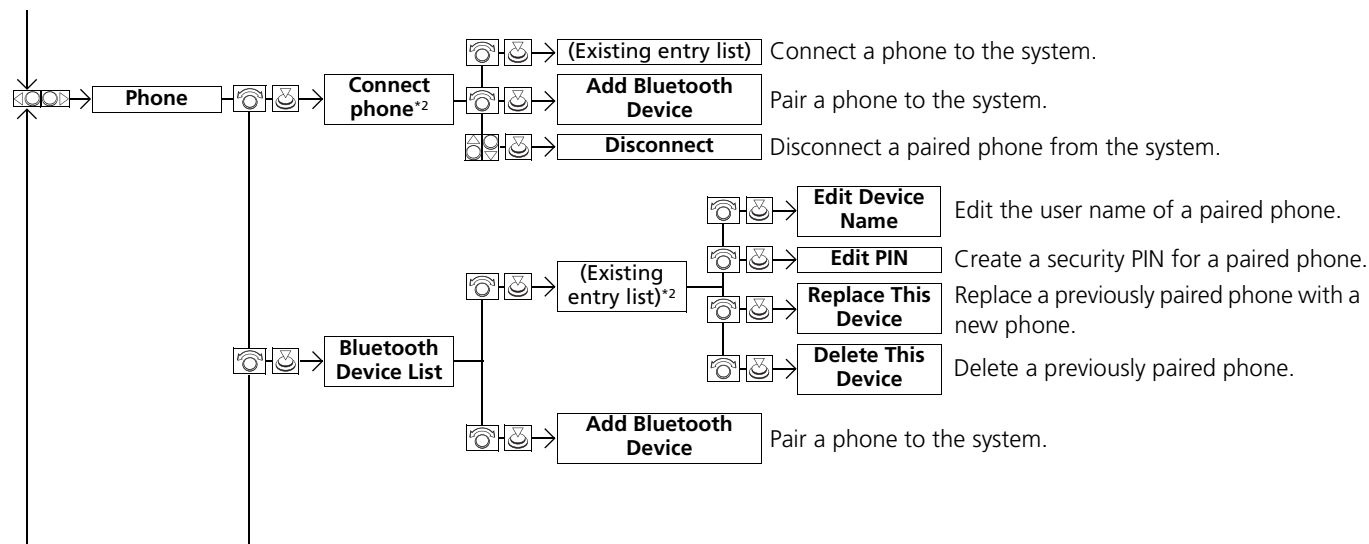 (Existing entry list) Connect a phone to the system.
Phone
Connect
phone*2
Add Bluetooth
Device
Pair a phone to the system.
Disconnect
Disconnect a paired phone from the system.
Edit Device
Name
Edit the user name of a paired phone.
(Existing
entry list)*2
Edit PIN
Create a security PIN for a paired phone.
Replace This
Device
Replace a previously paired phone with a
new phone.
Bluetooth
Device List
Delete This
Device
Delete a previously paired phone.
Add Bluetooth
Device
Pair a phone to the system.